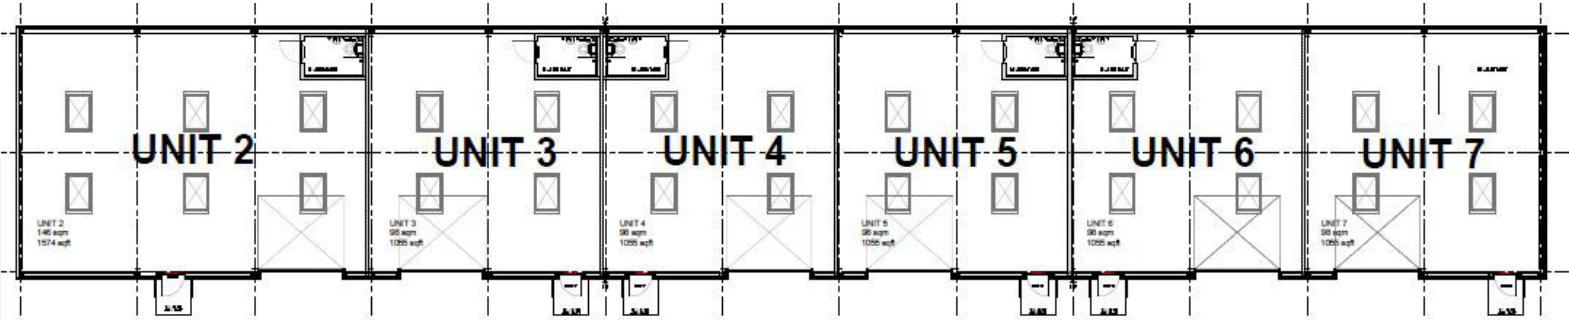 UNIT 2
UNIT 3
UNIT 4
UNIT 5
UNIT 6
UNIT 7
UNIT 2
146 sqm
1574 sqft
UNIT 3
98 sqm
1055 sqft
UNIT 4
98 sqm
1055 sqft
UNIT 5
98 sqm
1055 sqft
UNIT 6
98 sqm
1055 sqft
UNIT 7
98 sqm
1055 sqft